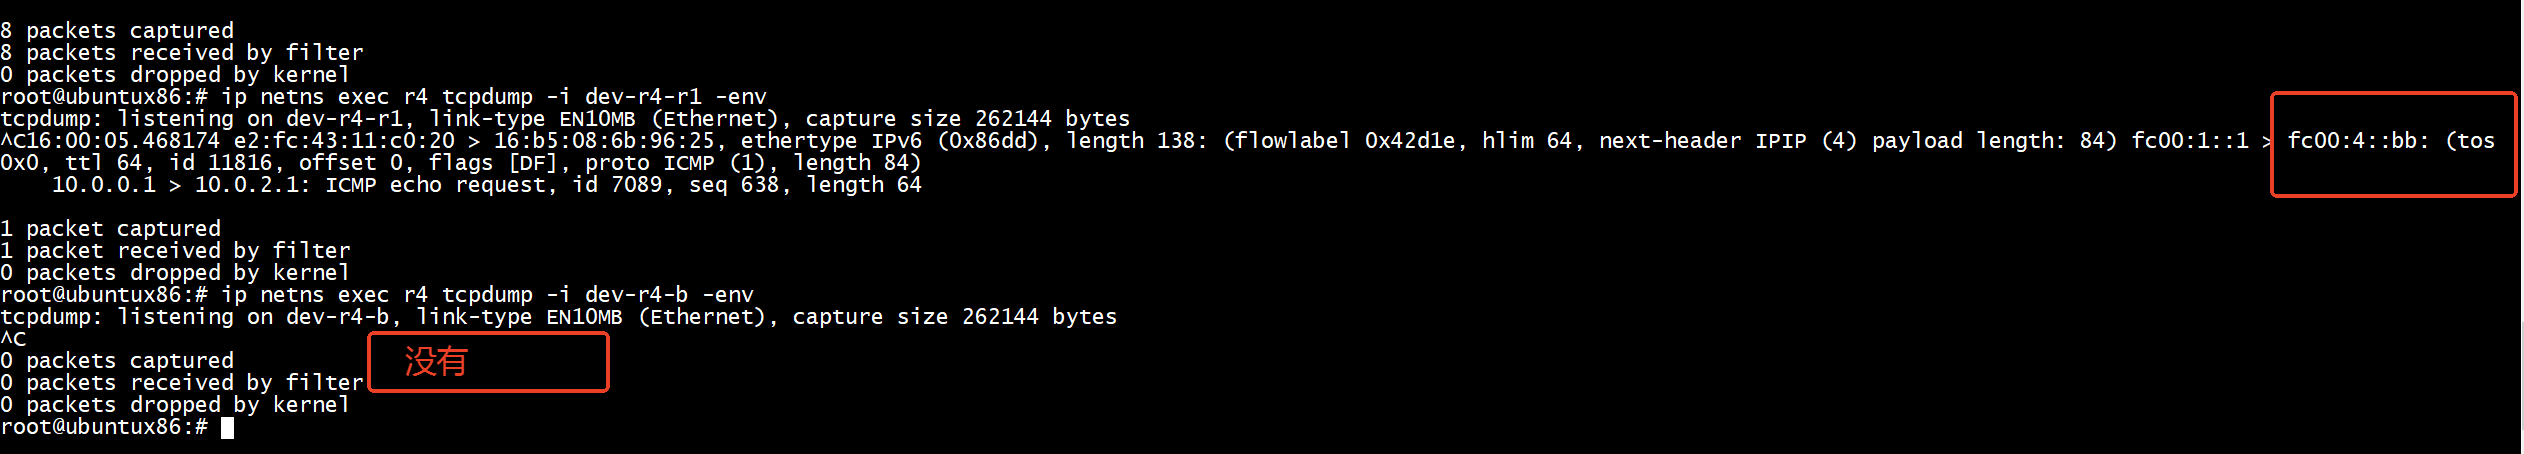 8 packets captured
8 packets received by filter
0 packets dropped by kernel
root@ubuntux86:# ip netns exec r4 tcpdump -i dev-r4-r1 -env
tcpdump: listening on dev-r4-r1, link-type EN10MB (Ethernet), capture size 262144 bytes
^C16:00:05.468174 e2:fc:43:11:c0:20 > 16:b5:08:6b:96:25, ethertype IPv6 (0x86dd), length 138: (flowlabel 0x42d1e, hlim 64, next-header IPIP (4) payload length: 84) fc00:1::1 > fc00:4::bb: (tos
0x0, ttl 64, id 11816, offset 0, flags [DF], proto ICMP (1), length 84)
    10.0.0.1 > 10.0.2.1: ICMP echo request, id 7089, seq 638, length 64
1 packet captured
1 packet received by filter
0 packets dropped by kernel
root@ubuntux86:# ip netns exec r4 tcpdump -i dev-r4-b -env
tcpdump: listening on dev-r4-b, link-type EN10MB (Ethernet), capture size 262144 bytes
^C
没有
0 packets captured
0 packets received by filter
0 packets dropped by kernel
root@ubuntux86:#